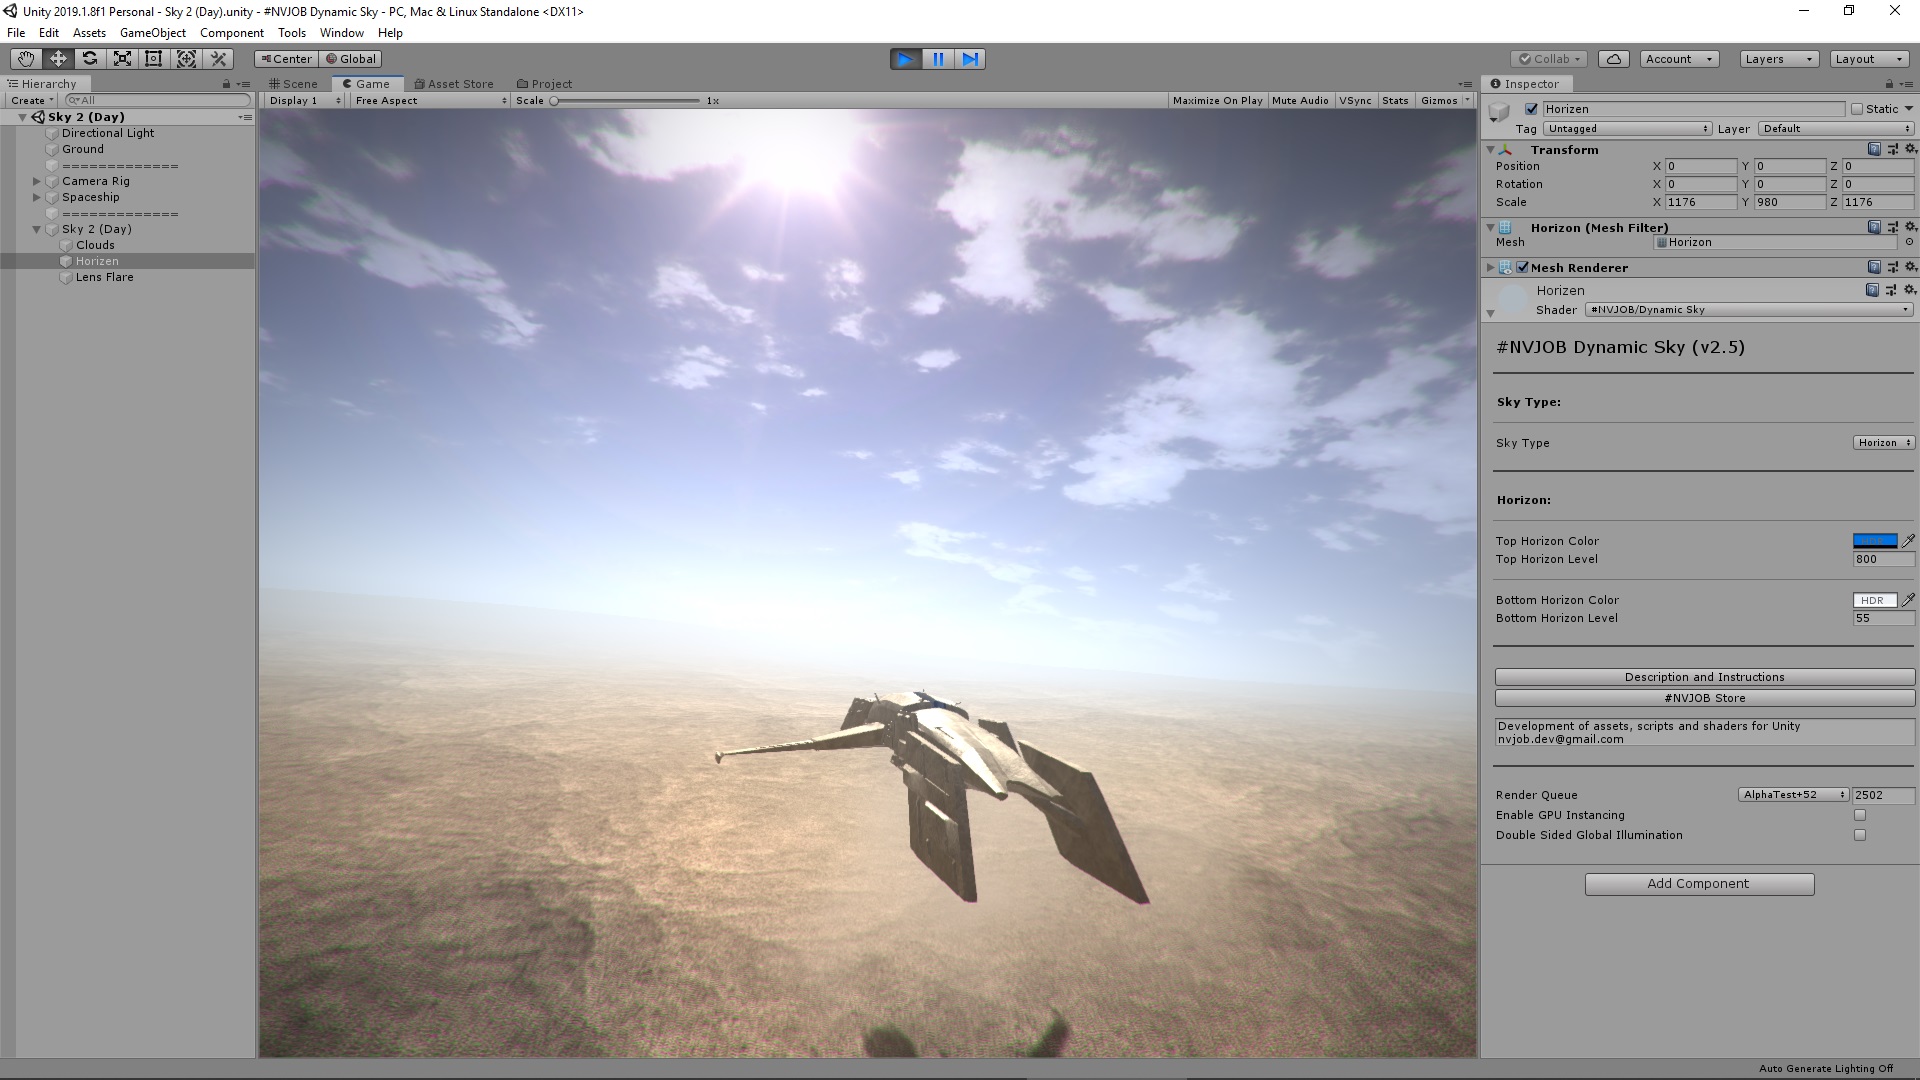 Unity 2019.1.8f1 Personal - Sky 2 (Day).unity - #NVJOB Dynamic Sky - PC, Mac & Linux Standalone <DX11>
File Edit Assets GameObject Component Tools Window Help
Center Global
Collab Account Layers Layout
Hierarchy
Create All
Sky 2 (Day)
Directional Light
Ground
=============
Camera Rig
Spaceship
=============
Sky 2 (Day)
Clouds
Horizen
Lens Flare
Scene Game Asset Store Project
Display 1 Free Aspect Scale 1x Maximize On Play Mute Audio VSync Stats Gizmos
Inspector
Horizen Static
Tag Untagged Layer Default
Transform
Position X 0 Y 0 Z 0
Rotation X 0 Y 0 Z 0
Scale X 1176 Y 980 Z 1176
Horizon (Mesh Filter)
Mesh Horizon
Mesh Renderer
Horizen
Shader #NVJOB/Dynamic Sky
#NVJOB Dynamic Sky (v2.5)
Sky Type:
Sky Type Horizon
Horizon:
Top Horizon Color
Top Horizon Level 800
Bottom Horizon Color HDR
Bottom Horizon Level 55
Description and Instructions
#NVJOB Store
Development of assets, scripts and shaders for Unity
nvjob.dev@gmail.com
Render Queue AlphaTest+52 2502
Enable GPU Instancing
Double Sided Global Illumination
Add Component
Auto Generate Lighting Off